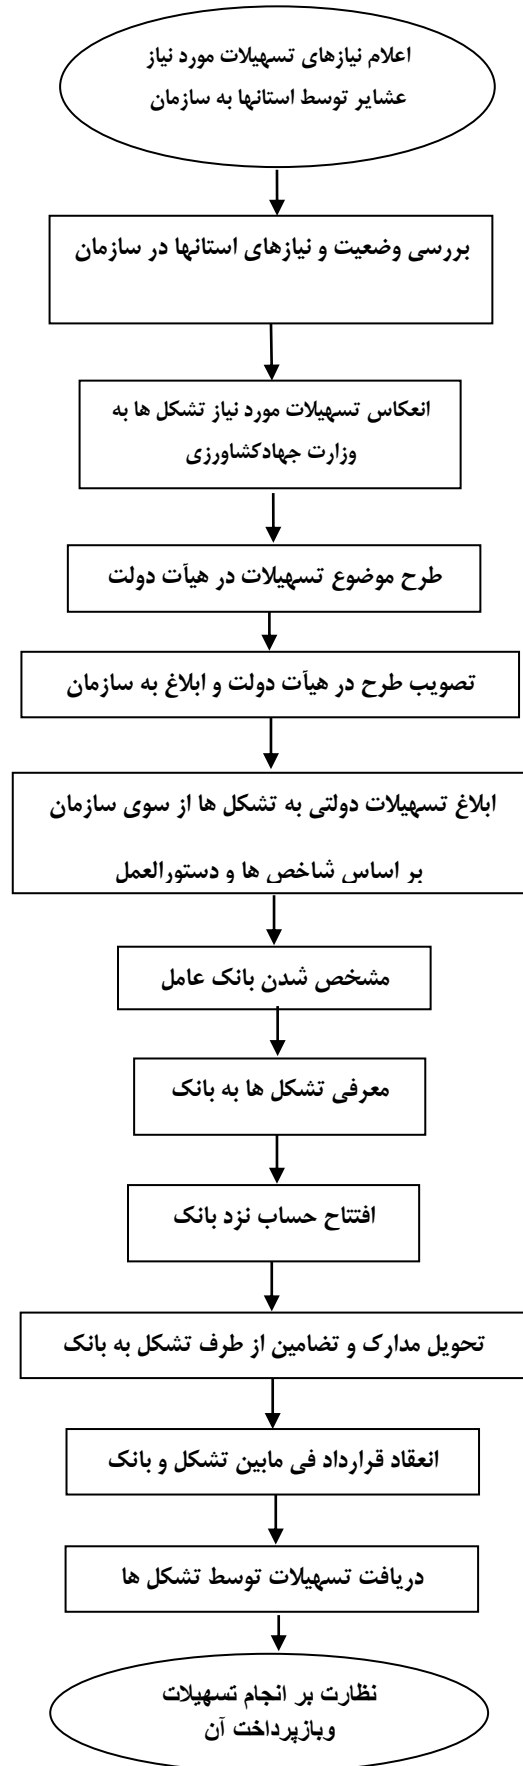 اعلام نیازهای تسهیلات مورد نیاز
عشایر توسط استانها به سازمان
بررسی وضعیت و نیازهای استانها در سازمان
انعکاس تسهیلات مورد نیاز تشکل ها به
وزارت جهادکشاورزی
طرح موضوع تسهیلات در هیآت دولت
تصویب طرح در هیآت دولت و ابلاغ به سازمان
ابلاغ تسهیلات دولتی به تشکل ها از سوی سازمان
بر اساس شاخص ها و دستورالعمل
مشخص شدن بانک عامل
معرفی تشکل ها به بانک
افتتاح حساب نزد بانک
تحویل مدارک و تضامین از طرف تشکل به بانک
انعقاد قرارداد فی مابین تشکل و بانک
دریافت تسهیلات توسط تشکل ها
نظارت بر انجام تسهیلات
وبازپرداخت آن